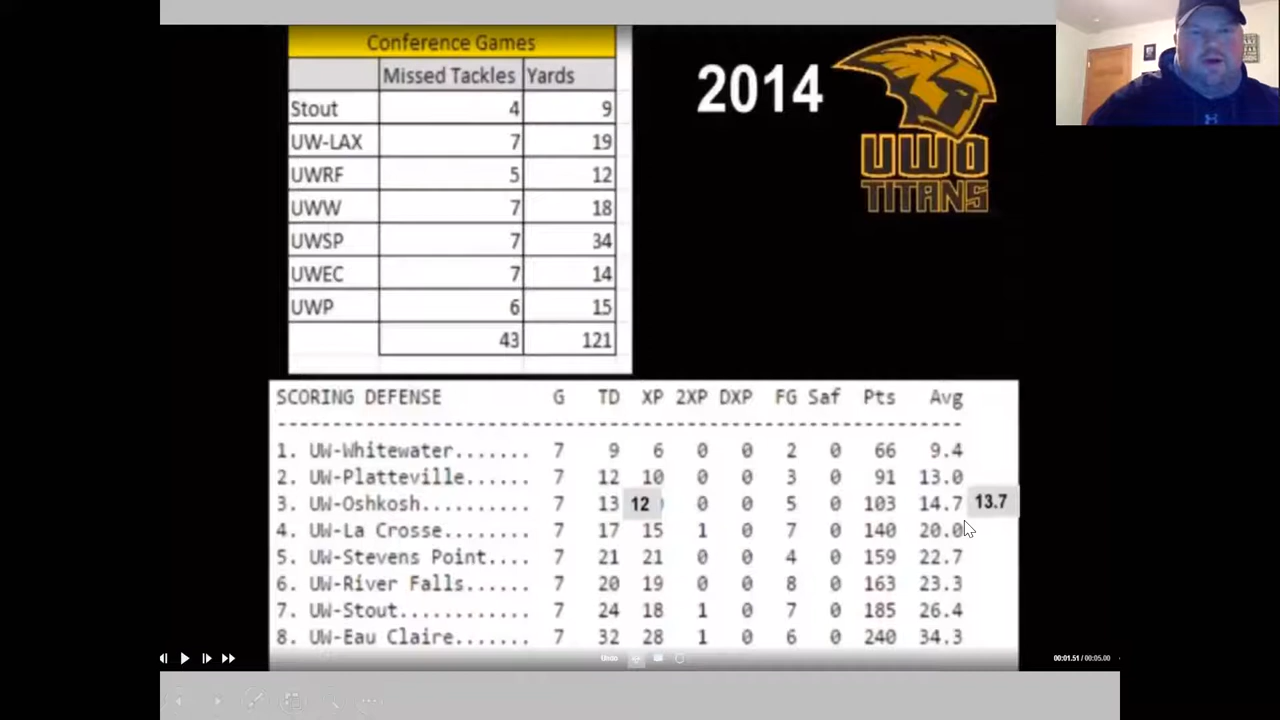 Conference Games
Missed Tackles Yards
Stout 4 9
UW-LAX 7 19
UWRF 5 12
UWW 7 18
UWSP 7 34
UWEC 7 14
UWP 6 15
43 121
2014
UWO
TITANS
SCORING DEFENSE G TD XP 2XP DXP FG Saf Pts Avg
1. UW-Whitewater....... 7 9 6 0 0 2 0 66 9.4
2. UW-Platteville...... 7 12 10 0 0 3 0 91 13.0
3. UW-Oshkosh.......... 7 13 12 0 0 5 0 103 14.7 13.7
4. UW-La Crosse........ 7 17 15 1 0 7 0 140 20.0
5. UW-Stevens Point.... 7 21 21 0 0 4 0 159 22.7
6. UW-River Falls...... 7 20 19 0 0 8 0 163 23.3
7. UW-Stout............ 7 24 18 1 0 7 0 185 26.4
8. UW-Eau Claire....... 7 32 28 1 0 6 0 240 34.3
Undo
00:01.51 / 00:05.00